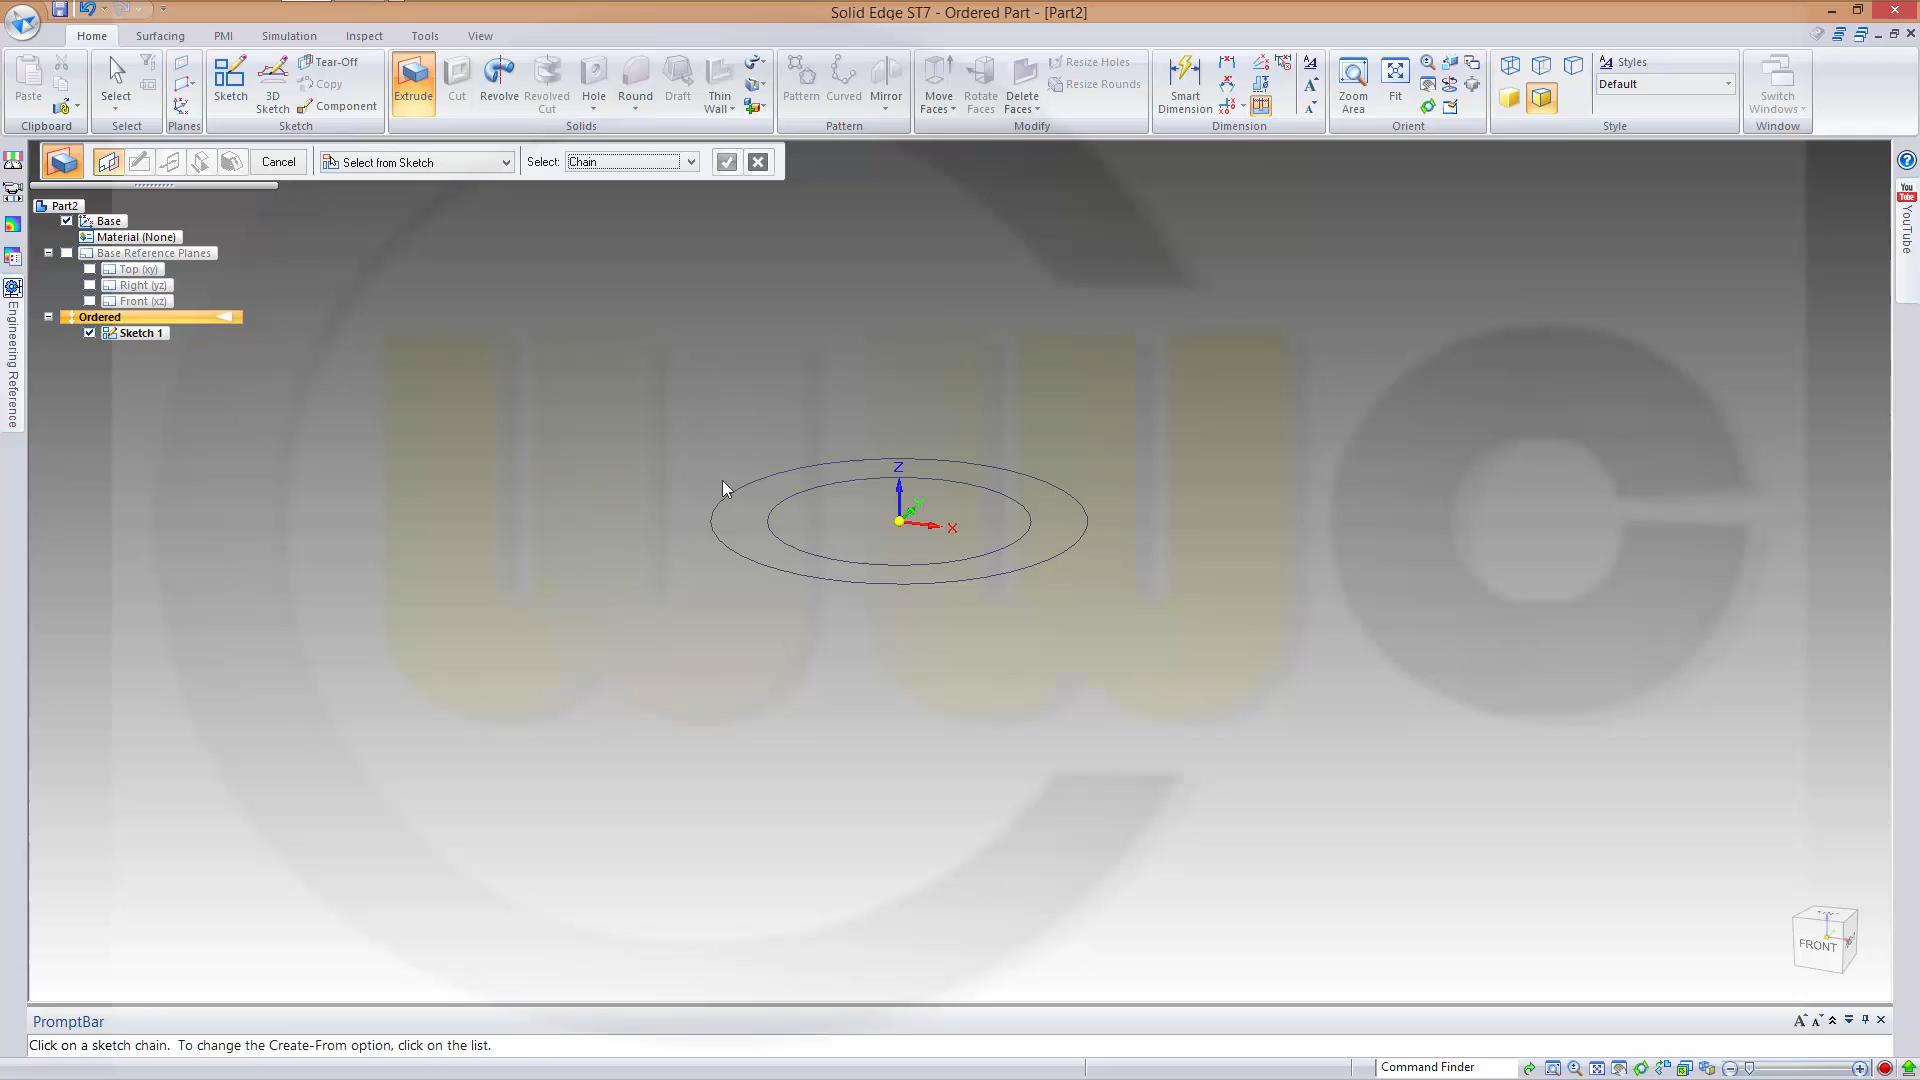 Solid Edge ST7 - Ordered Part - [Part2]
Home Surfacing PMI Simulation Inspect Tools View
Paste
Clipboard
Select
Select
Planes
Sketch
3D Sketch
Tear-Off
Copy
Component
Sketch
Extrude
Cut
Revolve
Revolved Cut
Hole
Round
Draft
Thin Wall
Solids
Pattern
Curved
Mirror
Pattern
Move Faces
Rotate Faces
Delete Faces
Resize Holes
Resize Rounds
Modify
Smart Dimension
Dimension
Zoom Area
Fit
Orient
Styles
Default
Style
Switch Windows
Window
Cancel
Select from Sketch
Select: Chain
Part2
Base
Material (None)
Base Reference Planes
Top (xy)
Right (yz)
Front (xz)
Ordered
Sketch 1
Engineering Reference
You Tube
YouTube
Z
Y
X
wwc
FRONT
PromptBar
Click on a sketch chain. To change the Create-From option, click on the list.
Command Finder